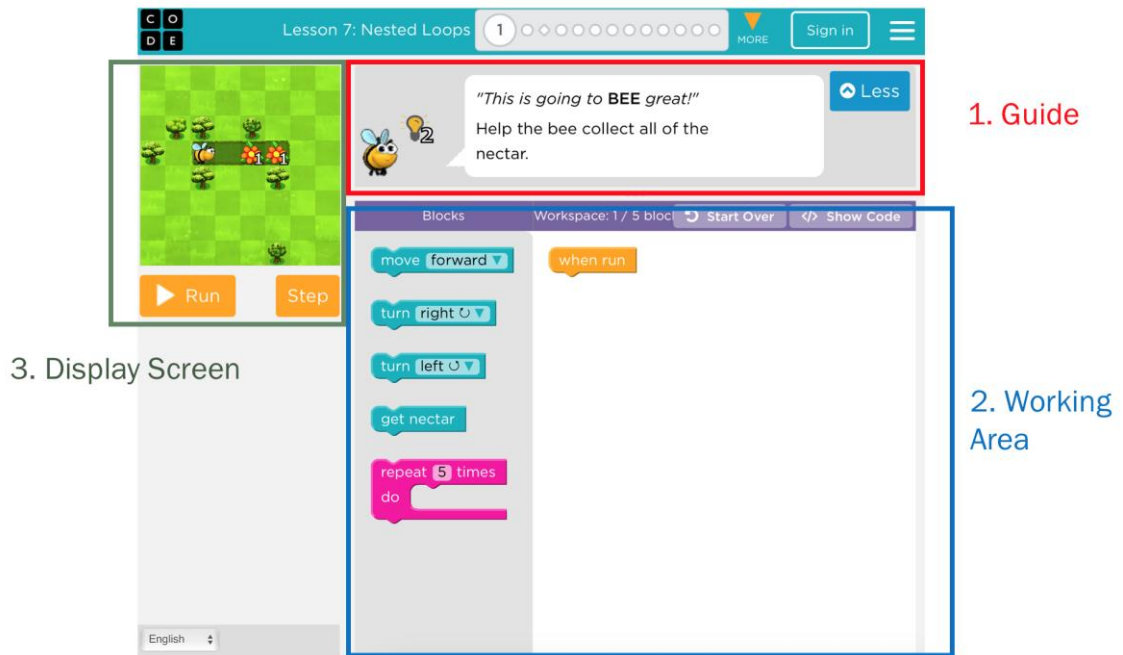 C O
D E
Lesson 7: Nested Loops
1
MORE
Sign in
"This is going to BEE great!"
Help the bee collect all of the
nectar.
2
Less
1. Guide
1 1
Run
Step
3. Display Screen
Blocks
Workspace: 1 / 5 bloc
Start Over
</> Show Code
move forward
turn right
turn left
get nectar
repeat 5 times
do
when run
2. Working
Area
English